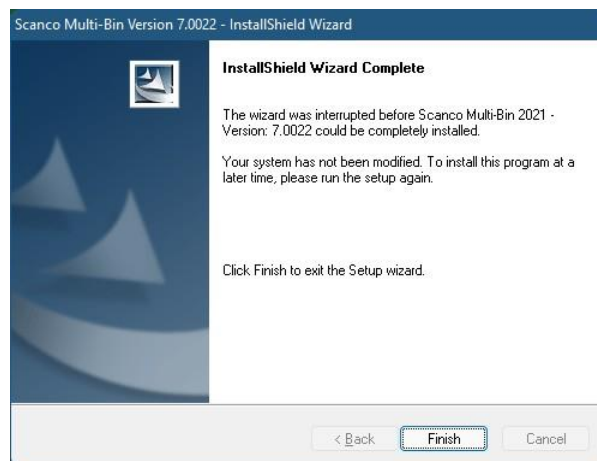 Scanco Multi-Bin Version 7.0022 - InstallShield Wizard
InstallShield Wizard Complete
The wizard was interrupted before Scanco Multi-Bin 2021 -
Version: 7.0022 could be completely installed.
Your system has not been modified. To install this program at a
later time, please run the setup again.
Click Finish to exit the Setup wizard.
< Back
Finish
Cancel